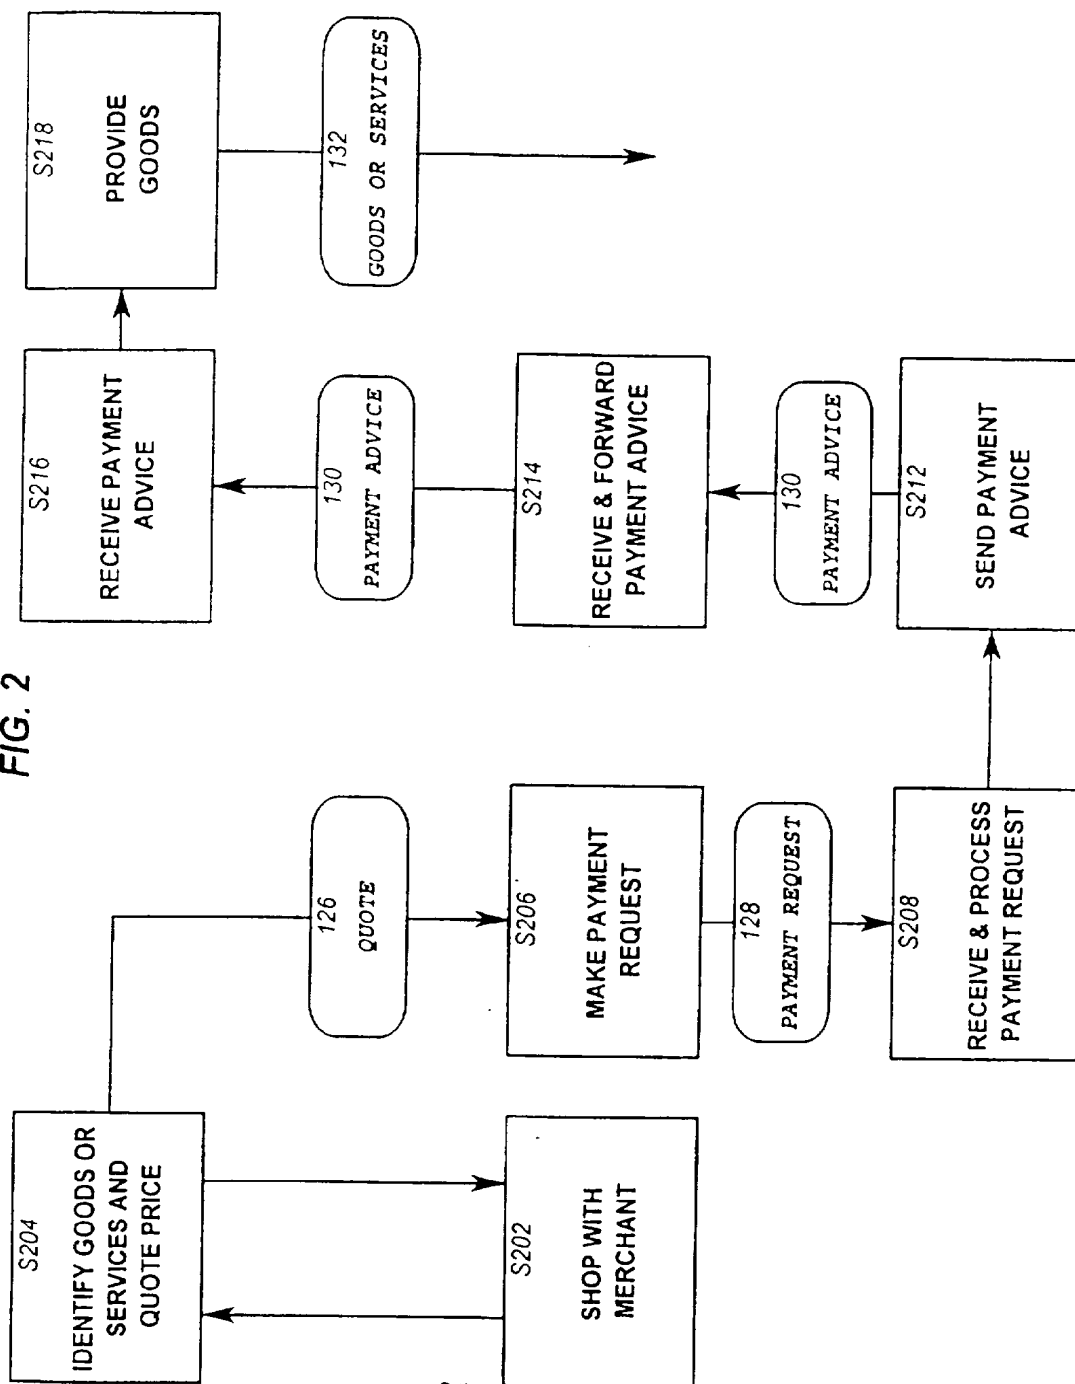 FIG. 2
S204
IDENTIFY GOODS OR
SERVICES AND
QUOTE PRICE
S216
RECEIVE PAYMENT
ADVICE
S218
PROVIDE
GOODS
126
QUOTE
130
PAYMENT ADVICE
132
GOODS OR SERVICES
S202
SHOP WITH
MERCHANT
S206
MAKE PAYMENT
REQUEST
S214
RECEIVE & FORWARD
PAYMENT ADVICE
128
PAYMENT REQUEST
130
PAYMENT ADVICE
S208
RECEIVE & PROCESS
PAYMENT REQUEST
S212
SEND PAYMENT
ADVICE